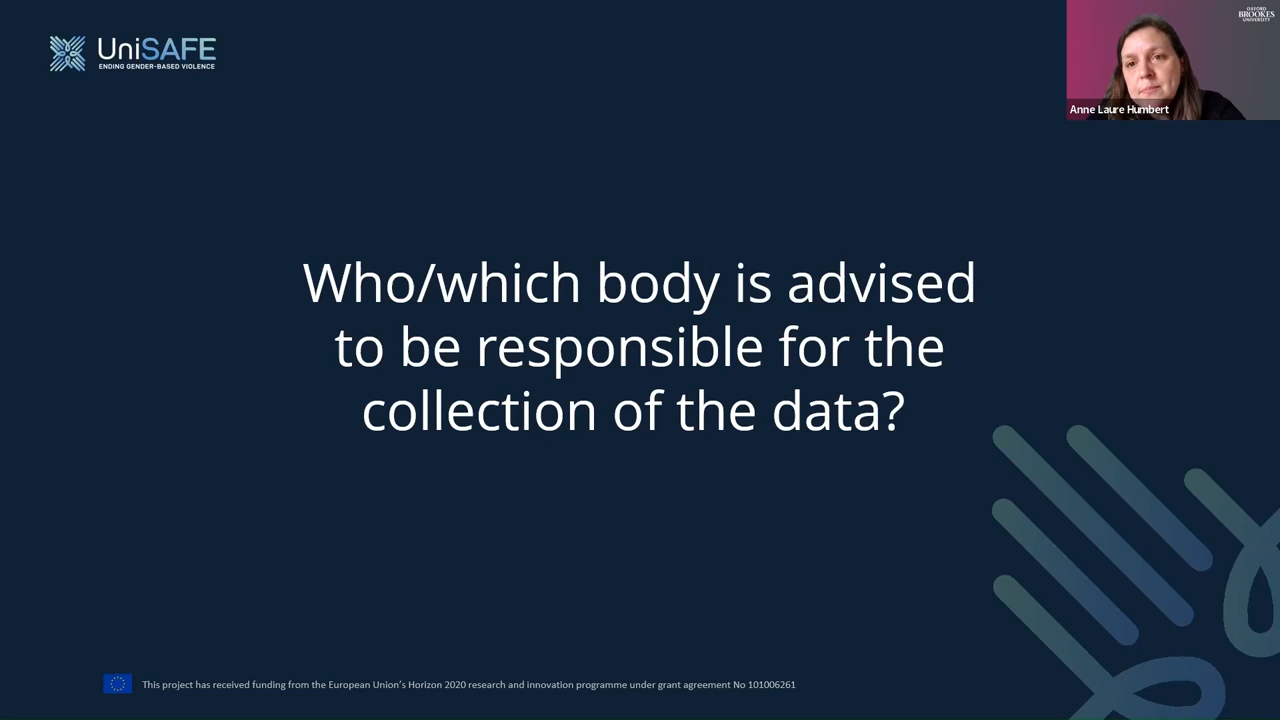 UniSAFE
ENDING GENDER-BASED VIOLENCE
OXFORD
BROOKES
UNIVERSITY
Anne Laure Humbert
Who/which body is advised
to be responsible for the
collection of the data?
This project has received funding from the European Union's Horizon 2020 research and innovation programme under grant agreement No 101006261